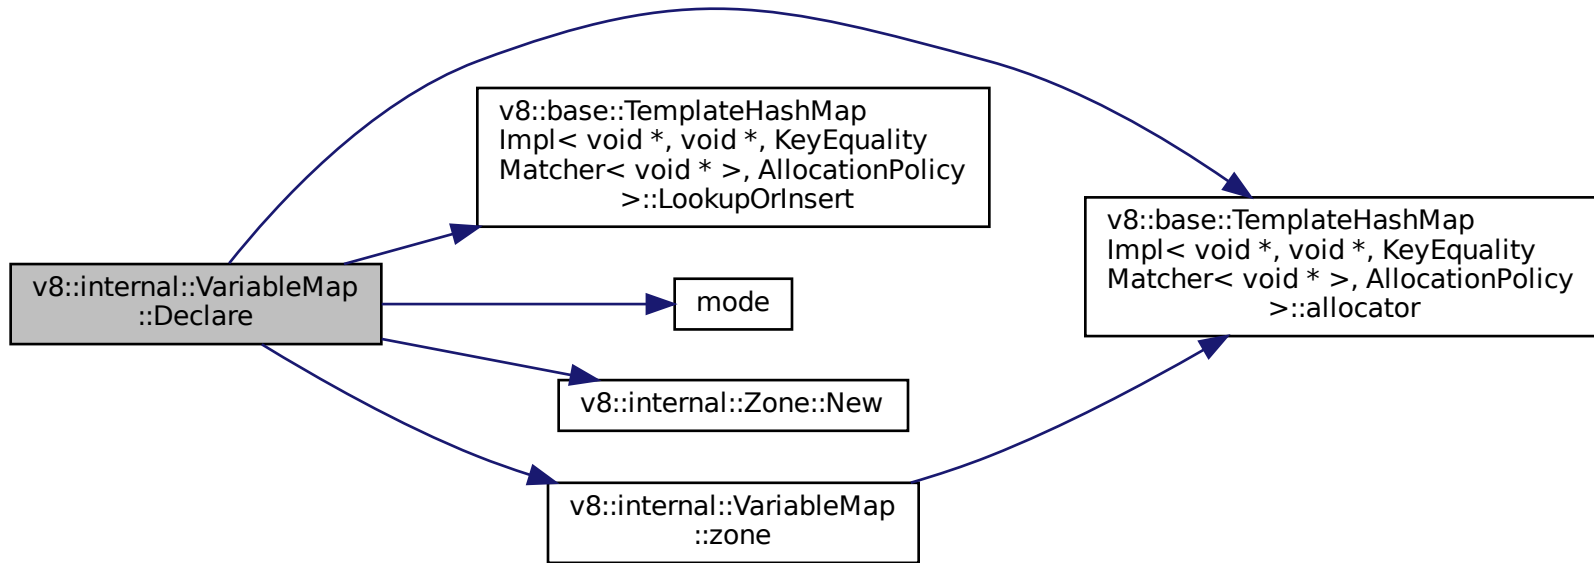 v8::internal::VariableMap
::Declare
v8::base::TemplateHashMap
Impl< void *, void *, KeyEquality
Matcher< void * >, AllocationPolicy
>::LookupOrInsert
mode
v8::internal::Zone::New
v8::internal::VariableMap
::zone
v8::base::TemplateHashMap
Impl< void *, void *, KeyEquality
Matcher< void * >, AllocationPolicy
>::allocator